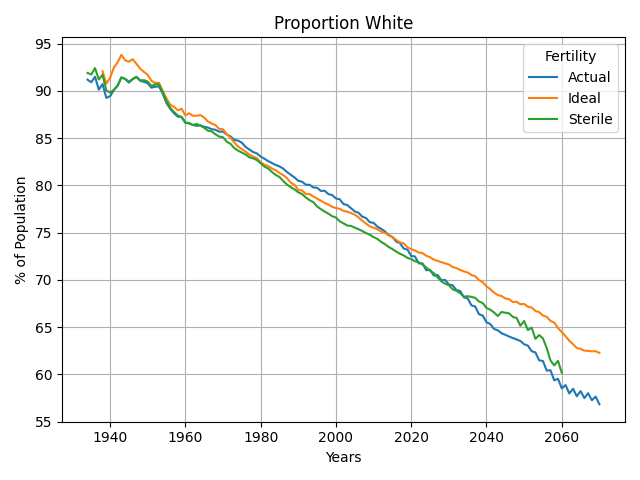 Proportion White
% of Population
95
90
85
80
75
70
65
60
55
Fertility
Actual
Ideal
Sterile
1940
1960
1980
2000
2020
2040
2060
Years